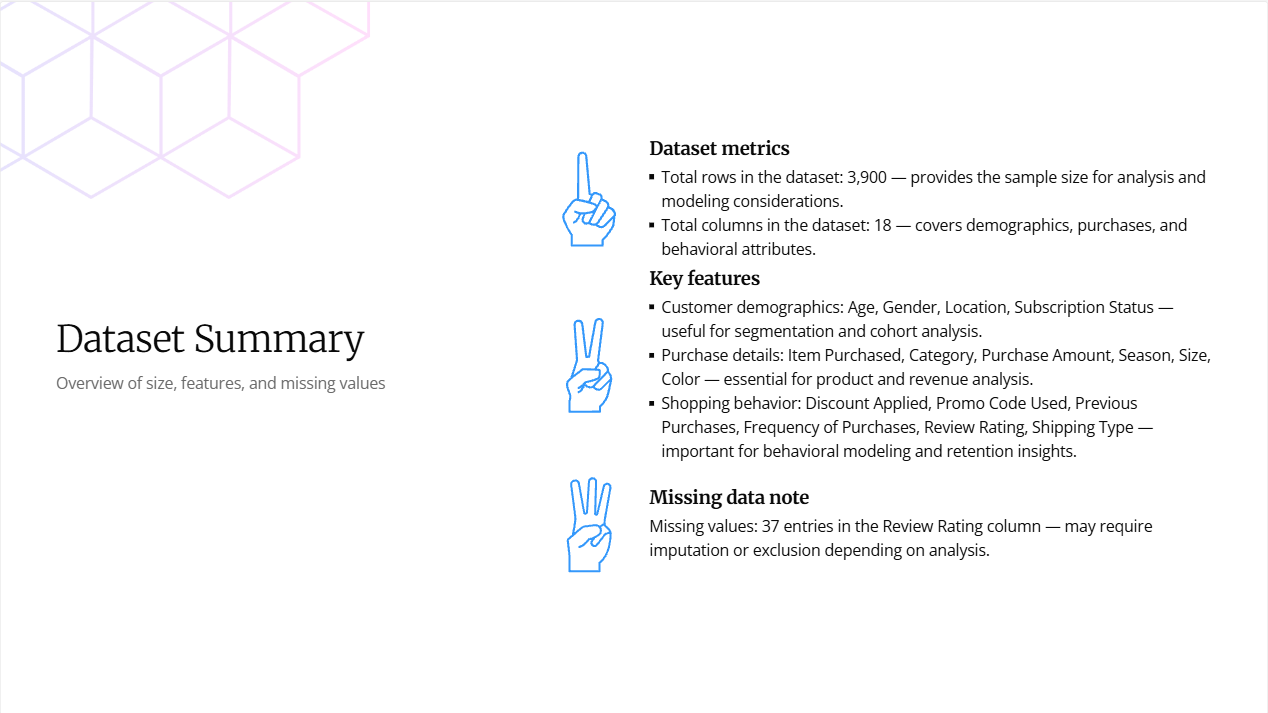 Dataset Summary
Overview of size, features, and missing values
Dataset metrics
▪ Total rows in the dataset: 3,900 — provides the sample size for analysis and
modeling considerations.
▪ Total columns in the dataset: 18 — covers demographics, purchases, and
behavioral attributes.
Key features
▪ Customer demographics: Age, Gender, Location, Subscription Status —
useful for segmentation and cohort analysis.
▪ Purchase details: Item Purchased, Category, Purchase Amount, Season, Size,
Color — essential for product and revenue analysis.
▪ Shopping behavior: Discount Applied, Promo Code Used, Previous
Purchases, Frequency of Purchases, Review Rating, Shipping Type —
important for behavioral modeling and retention insights.
Missing data note
Missing values: 37 entries in the Review Rating column — may require
imputation or exclusion depending on analysis.